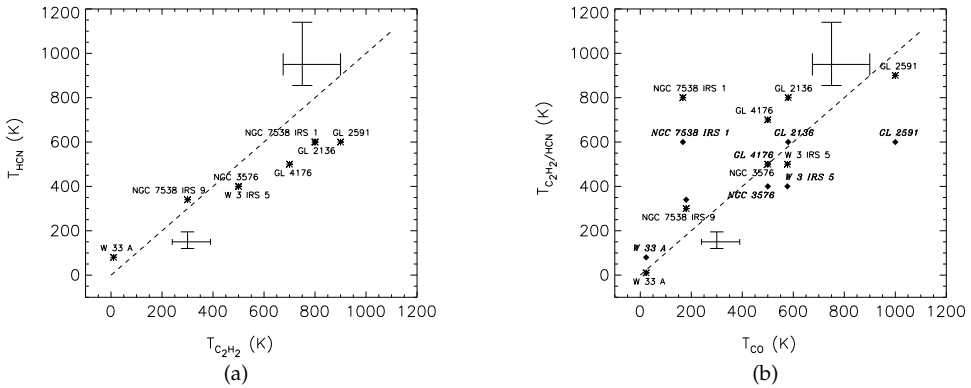 1200
1000
800
600
400
200
0
T_HCN (K)
NGC 7538 IRS 1
GL 2591
GL 2136
GL 4176
NGC 3576
W 3 IRS 5
NGC 7538 IRS 9
W 33 A
0 200 400 600 800 1000 1200
T_C2H2 (K)
(a)
1200
1000
800
600
400
200
0
T_C2H2/HCN (K)
GL 2591
NGC 7538 IRS 1
GL 2136
GL 4176
NGC 7538 IRS 1
GL 2136
GL 2591
GL 4176
W 3 IRS 5
NGC 3576
W 3 IRS 5
NGC 3576
NGC 7538 IRS 9
W 33 A
W 33 A
0 200 400 600 800 1000 1200
T_CO (K)
(b)